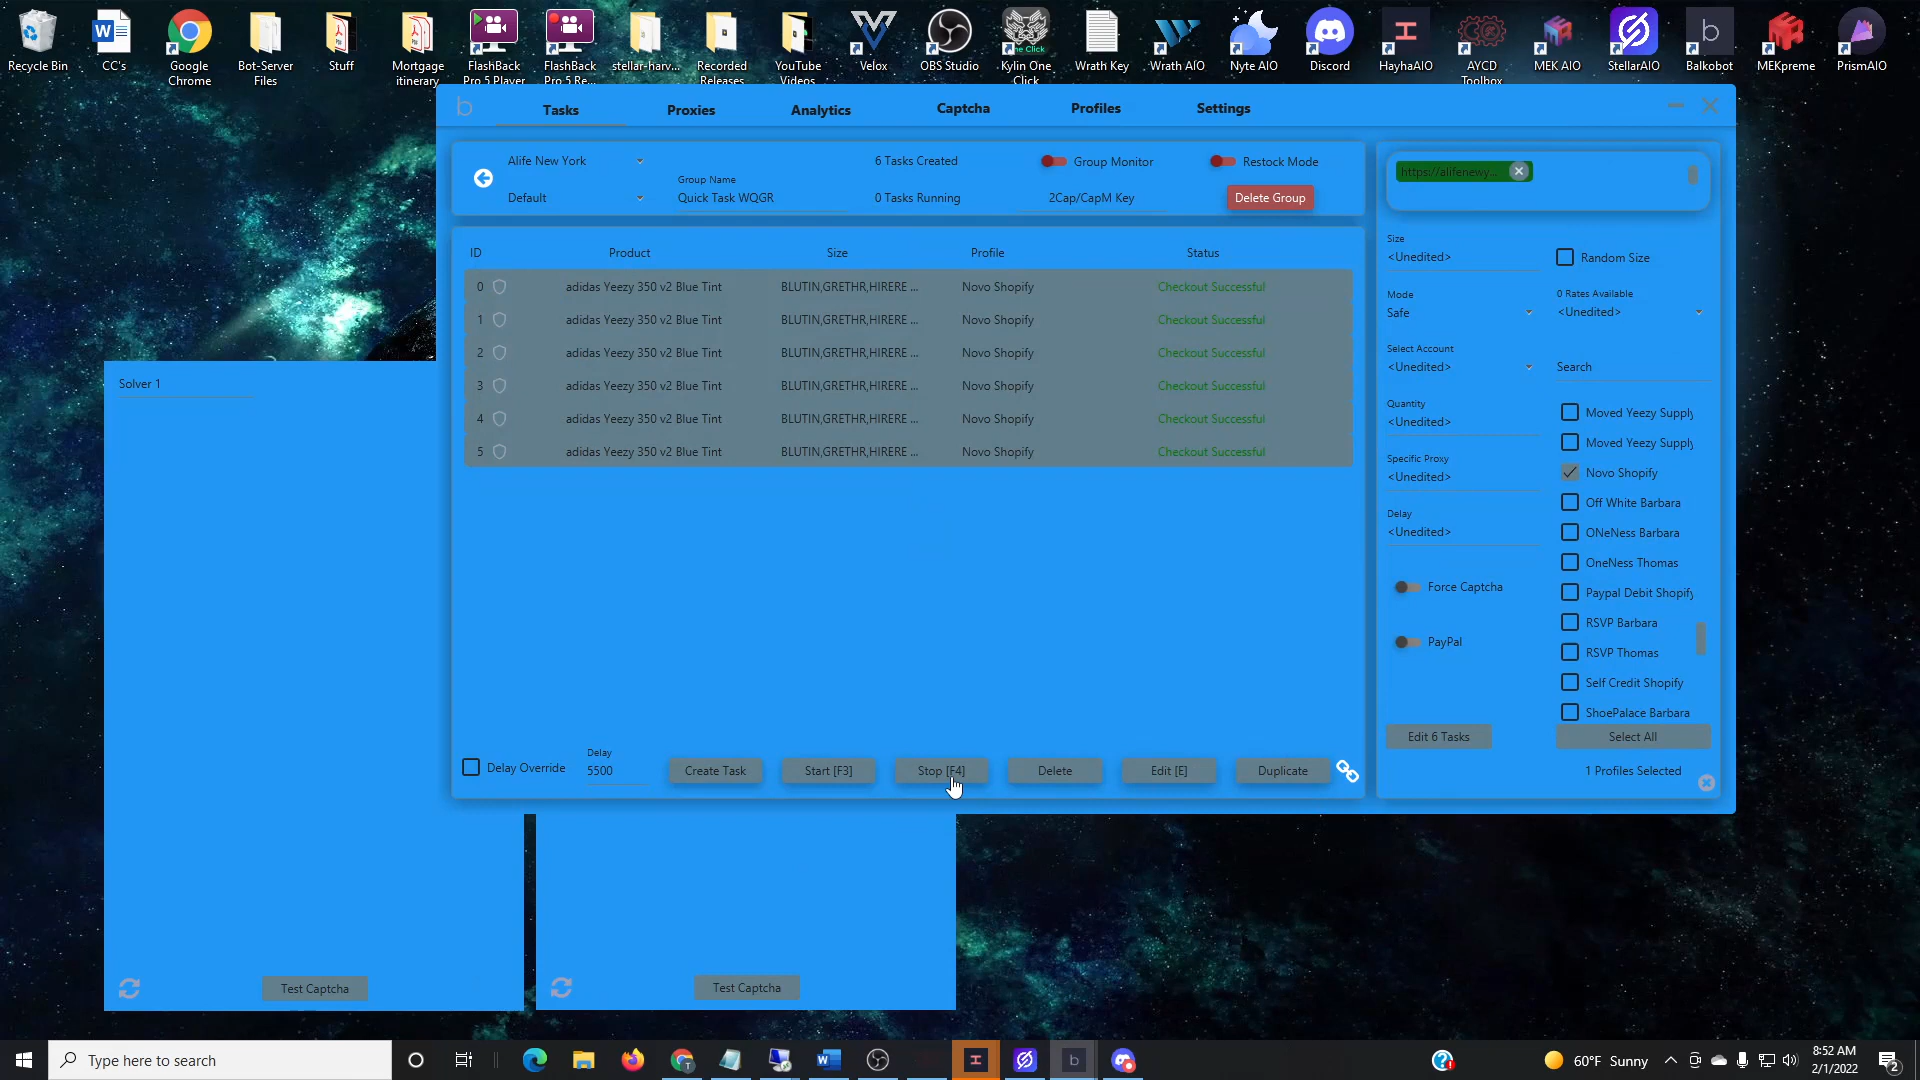 Recycle Bin
CC's
Google
Chrome
Bot-Server
Files
Stuff
Mortgage
itinerary
FlashBack
Pro 5 Player
FlashBack
Pro 5 Re...
stellar-harv...
Recorded
Releases
YouTube
Videos
Velox
OBS Studio
Kylin One
Click
Wrath Key
Wrath AIO
Nyte AIO
Discord
HayhaAIO
AYCD
Toolbox
MEK AIO
StellarAIO
Balkobot
MEKpreme
PrismAIO
b
Tasks
Proxies
Analytics
Captcha
Profiles
Settings
Alife New York
6 Tasks Created
Group Monitor
Restock Mode
Default
Group Name
Quick Task WQGR
0 Tasks Running
2Cap/CapM Key
Delete Group
https://alifenewy...
ID Product Size Profile Status
0 adidas Yeezy 350 v2 Blue Tint BLUTIN,GRETHR,HIRERE ... Novo Shopify Checkout Successful
1 adidas Yeezy 350 v2 Blue Tint BLUTIN,GRETHR,HIRERE ... Novo Shopify Checkout Successful
2 adidas Yeezy 350 v2 Blue Tint BLUTIN,GRETHR,HIRERE ... Novo Shopify Checkout Successful
3 adidas Yeezy 350 v2 Blue Tint BLUTIN,GRETHR,HIRERE ... Novo Shopify Checkout Successful
4 adidas Yeezy 350 v2 Blue Tint BLUTIN,GRETHR,HIRERE ... Novo Shopify Checkout Successful
5 adidas Yeezy 350 v2 Blue Tint BLUTIN,GRETHR,HIRERE ... Novo Shopify Checkout Successful
Delay Override
Delay
5500
Create Task
Start [F3]
Stop [F4]
Delete
Edit [E]
Duplicate
Size
<Unedited>
Random Size
Mode
Safe
0 Rates Available
<Unedited>
Select Account
<Unedited>
Search
Quantity
<Unedited>
Specific Proxy
<Unedited>
Delay
<Unedited>
Force Captcha
PayPal
Moved Yeezy Supply
Moved Yeezy Supply
Novo Shopify
Off White Barbara
ONeNess Barbara
OneNess Thomas
Paypal Debit Shopify
RSVP Barbara
RSVP Thomas
Self Credit Shopify
ShoePalace Barbara
Edit 6 Tasks
Select All
1 Profiles Selected
Solver 1
Test Captcha
Test Captcha
Type here to search
60°F Sunny
8:52 AM
2/1/2022
2